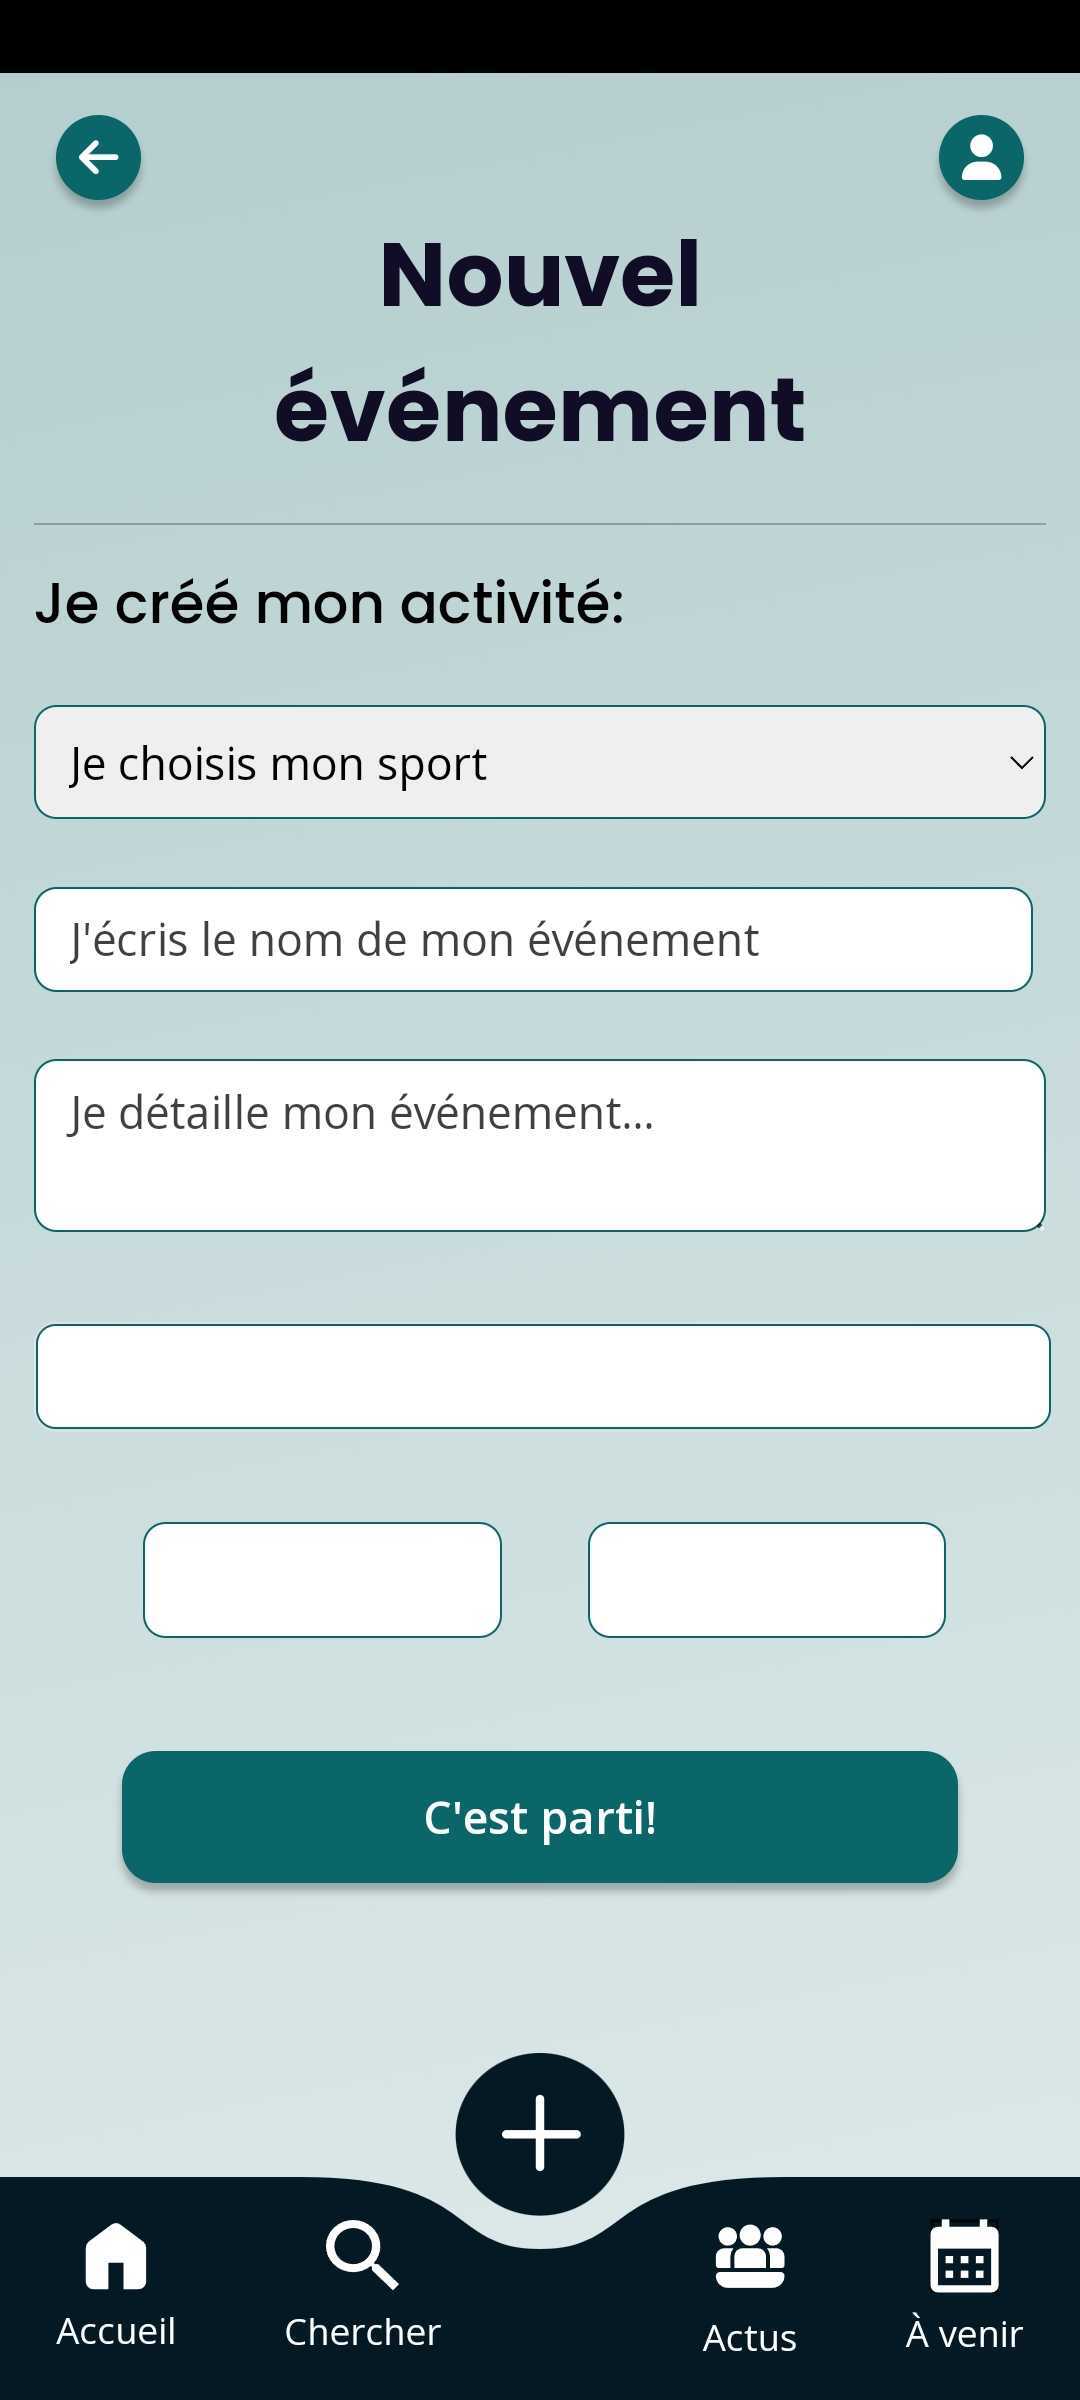 Nouvel
événement
Je créé mon activité:
Je choisis mon sport
J'écris le nom de mon événement
Je détaille mon événement...
C'est parti!
Accueil
Chercher
Actus
À venir